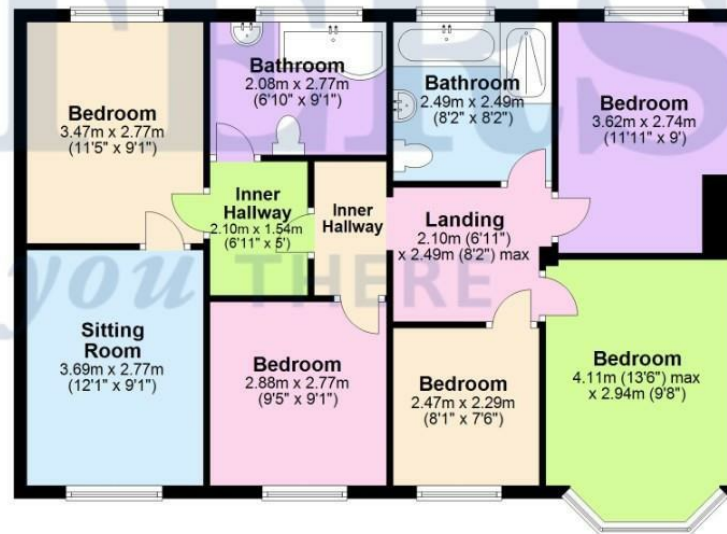 Bedroom
3.47m x 2.77m
(11'5" x 9'1")
Bathroom
2.08m x 2.77m
(6'10" x 9'1")
Bathroom
2.49m x 2.49m
(8'2" x 8'2")
Bedroom
3.62m x 2.74m
(11'11" x 9')
Inner
Hallway
2.10m x 1.54m
(6'11" x 5')
Inner
Hallway
Landing
2.10m (6'11")
x 2.49m (8'2") max
you THERE
Sitting
Room
3.69m x 2.77m
(12'1" x 9'1")
Bedroom
2.88m x 2.77m
(9'5" x 9'1")
Bedroom
2.47m x 2.29m
(8'1" x 7'6")
Bedroom
4.11m (13'6") max
x 2.94m (9'8")